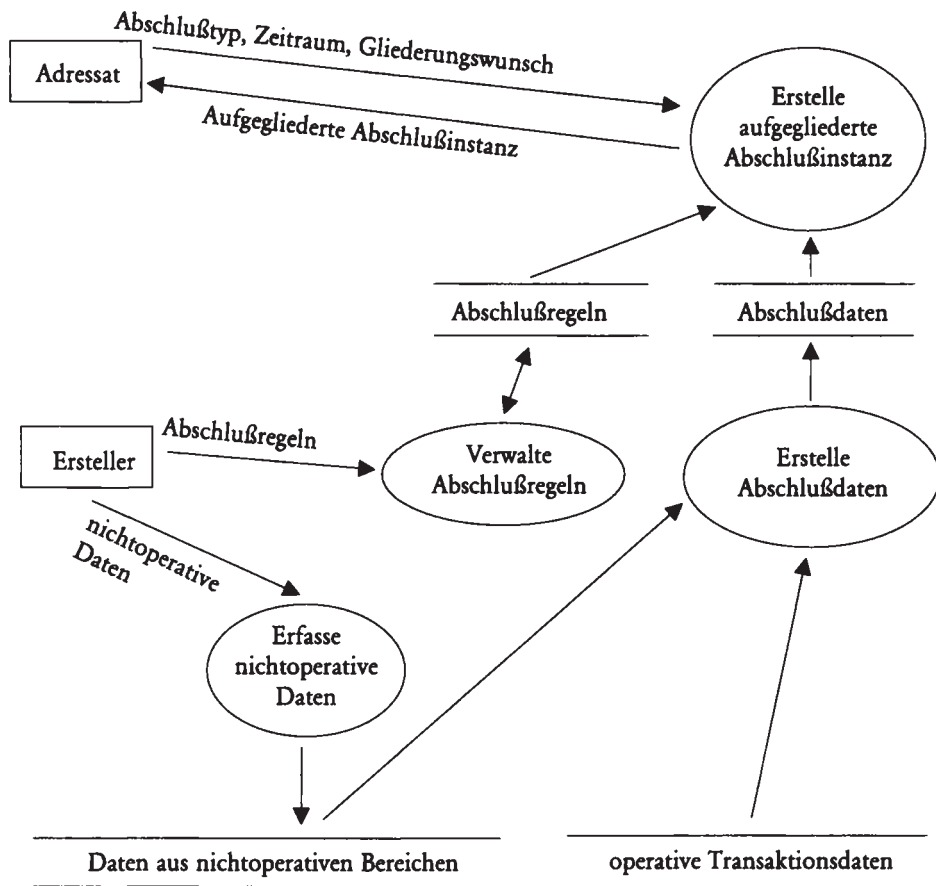 Abschlußtyp, Zeitraum, Gliederungswunsch
Adressat
Aufgegliederte Abschlußinstanz
Erstelle
aufgegliederte
Abschlußinstanz
Abschlußregeln
Abschlußdaten
Ersteller
Abschlußregeln
Verwalte
Abschlußregeln
Erstelle
Abschlußdaten
nichtoperative
Daten
Erfasse
nichtoperative
Daten
Daten aus nichtoperativen Bereichen
operative Transaktionsdaten